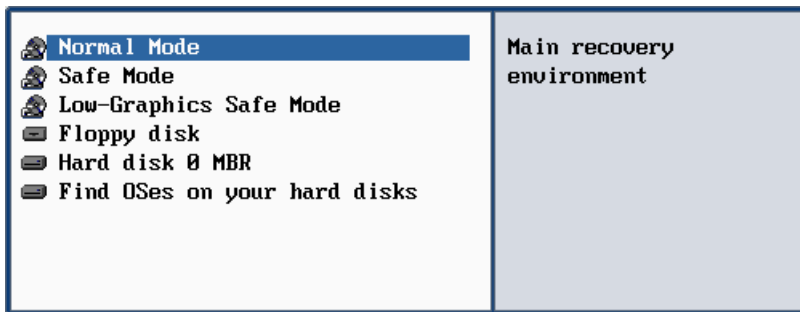 Normal Mode
Safe Mode
Low-Graphics Safe Mode
Floppy disk
Hard disk 0 MBR
Find OSes on your hard disks
Main recovery
environment